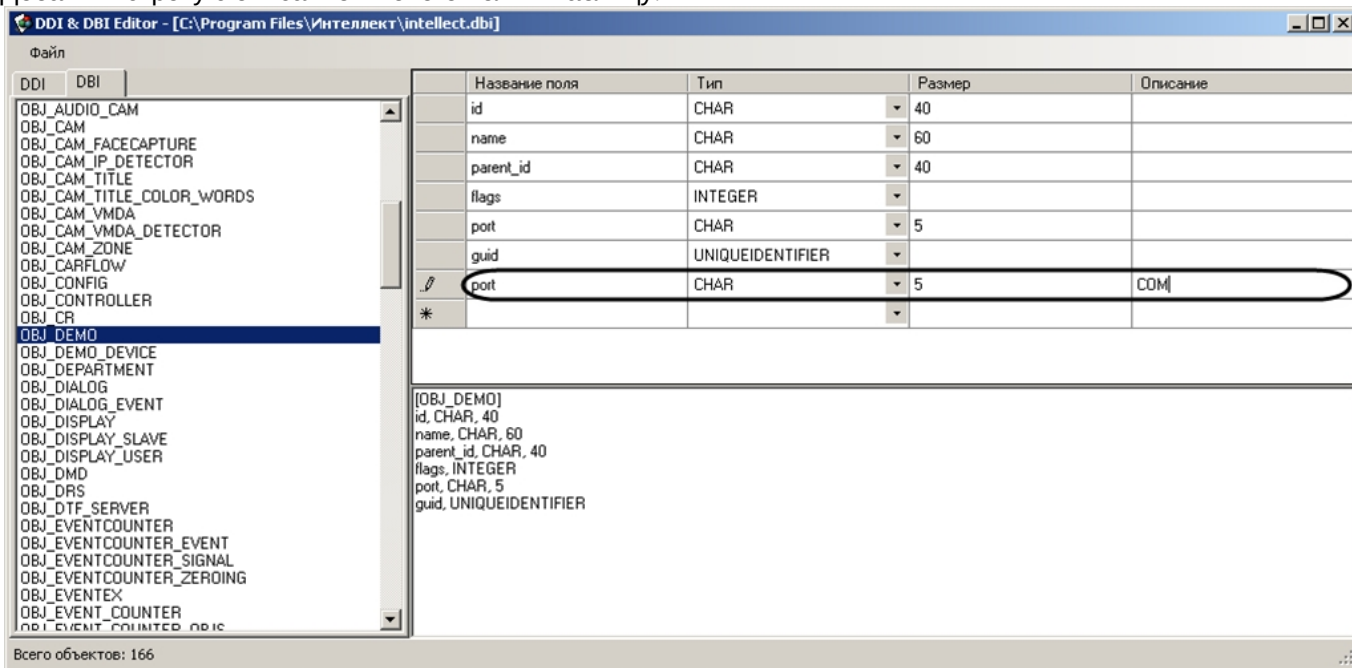 DDI & DBI Editor - [C:\Program Files\Интеллект\intellect.dbi]
Файл
DDI DBI
OBJ_AUDIO_CAM
OBJ_CAM
OBJ_CAM_FACECAPTURE
OBJ_CAM_IP_DETECTOR
OBJ_CAM_TITLE
OBJ_CAM_TITLE_COLOR_WORDS
OBJ_CAM_VMDA
OBJ_CAM_VMDA_DETECTOR
OBJ_CAM_ZONE
OBJ_CARFLOW
OBJ_CONFIG
OBJ_CONTROLLER
OBJ_CR
OBJ_DEMO
OBJ_DEMO_DEVICE
OBJ_DEPARTMENT
OBJ_DIALOG
OBJ_DIALOG_EVENT
OBJ_DISPLAY
OBJ_DISPLAY_SLAVE
OBJ_DISPLAY_USER
OBJ_DMD
OBJ_DRS
OBJ_DTF_SERVER
OBJ_EVENTCOUNTER
OBJ_EVENTCOUNTER_EVENT
OBJ_EVENTCOUNTER_SIGNAL
OBJ_EVENTCOUNTER_ZEROING
OBJ_EVENTEX
OBJ_EVENT_COUNTER
OBJ_EVENT_COUNTER_OBJS
Название поля Тип Размер Описание
id CHAR 40
name CHAR 60
parent_id CHAR 40
flags INTEGER
port CHAR 5
guid UNIQUEIDENTIFIER
port CHAR 5 COM
[OBJ_DEMO]
id, CHAR, 40
name, CHAR, 60
parent_id, CHAR, 40
flags, INTEGER
port, CHAR, 5
guid, UNIQUEIDENTIFIER
Всего объектов: 166